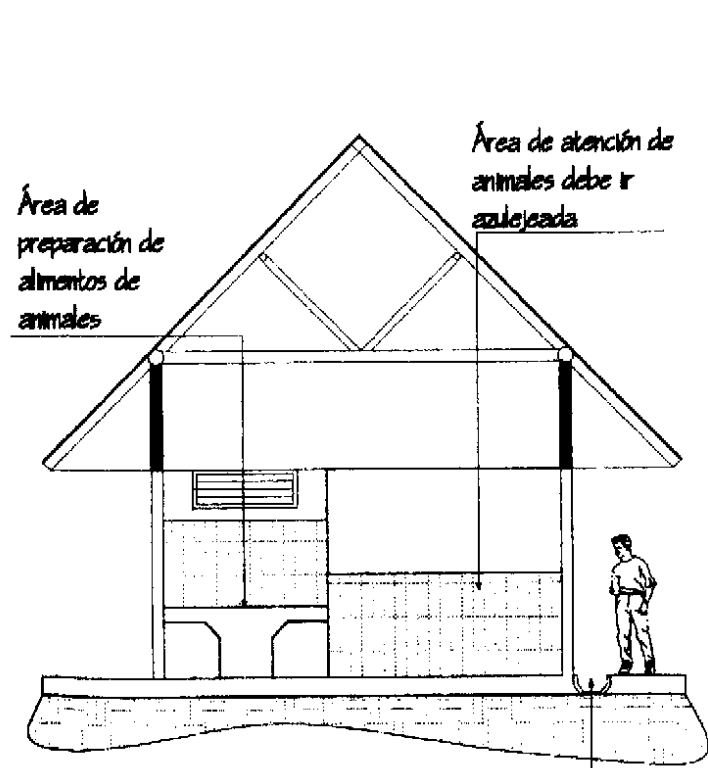 Área de
preparación de
alimentos de
animales
Área de atención de
animales debe ir
azulejeada